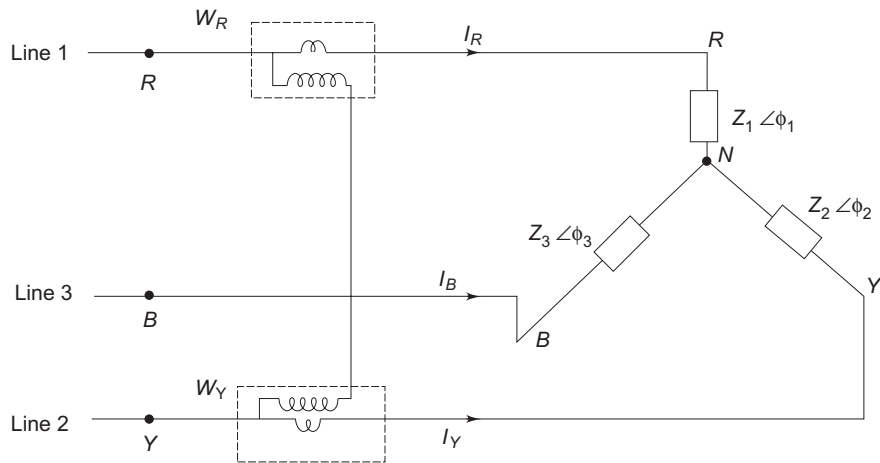 W_R
Line 1
R
I_R
R
Z_1 ∠ϕ_1
N
Z_3 ∠ϕ_3
Z_2 ∠ϕ_2
Line 3
B
I_B
B
Y
W_Y
Line 2
Y
I_Y